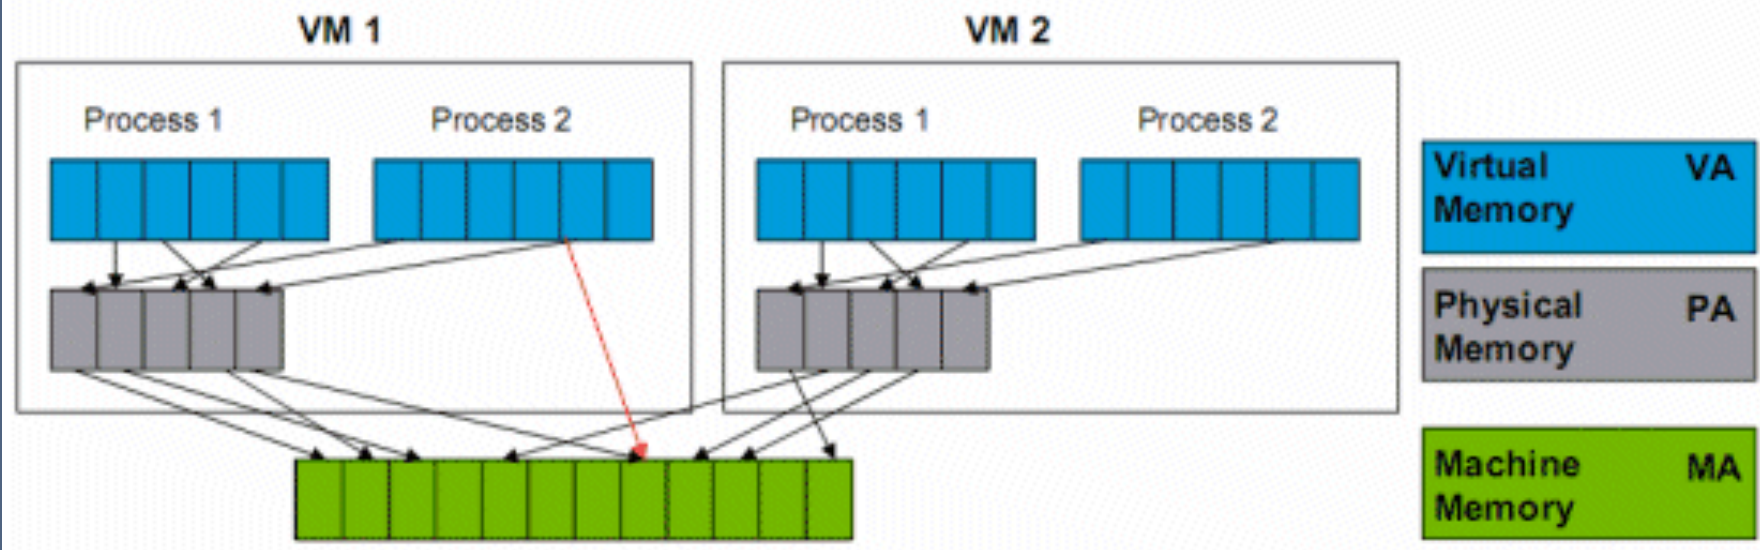 VM 1
VM 2
Process 1
Process 2
Process 1
Process 2
Virtual VA
Memory
Physical PA
Memory
Machine MA
Memory